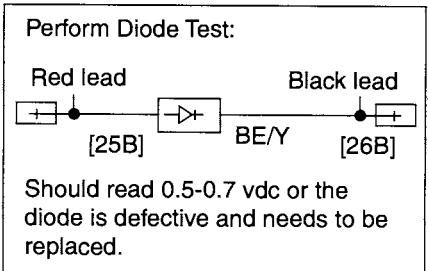 Perform Diode Test:
Red lead Black lead
[25B] BE/Y [26B]
Should read 0.5-0.7 vdc or the
diode is defective and needs to be
replaced.